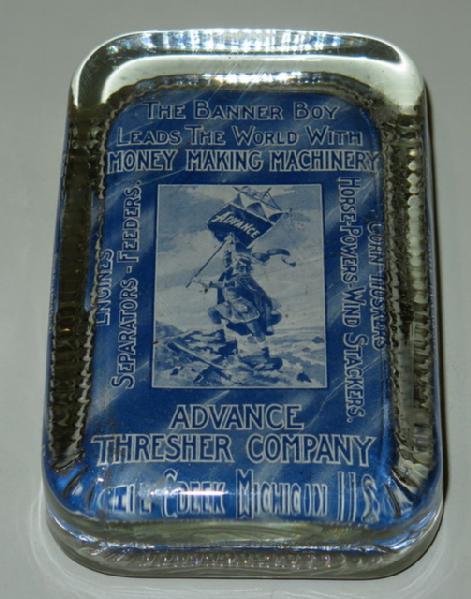 THE BANNER BOY
LEADS THE WORLD WITH
MONEY MAKING MACHINERY
ENGINES
SEPARATORS - FEEDERS.
ADVANCE
HORSE-POWERS-WIND STACKERS.
CORN HUSKERS
ADVANCE
THRESHER COMPANY
CREEK MICHIGAN U.S.